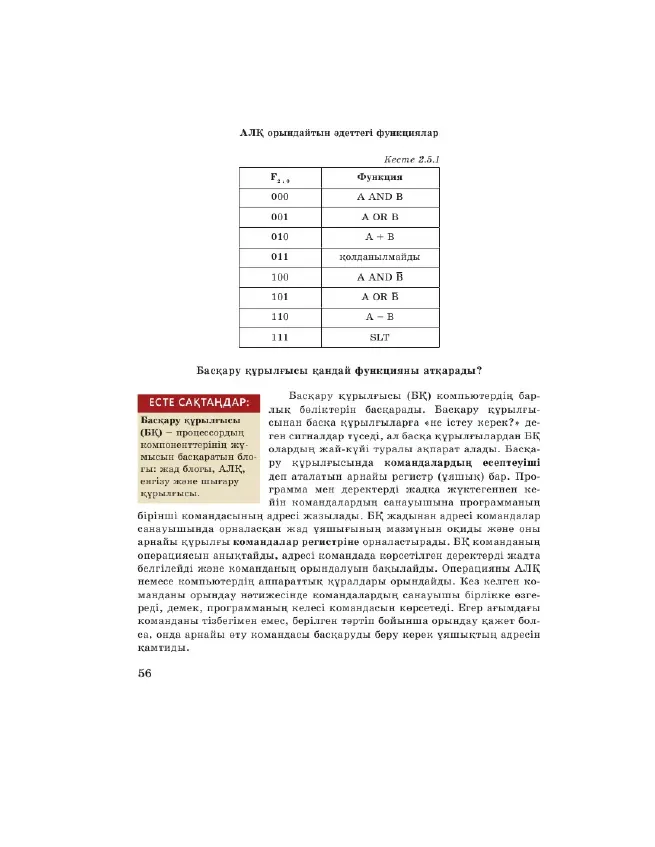 АЛҚ орындайтын әдеттегі функциялар
Кесте 2.5.1
F2:0 Функция
000 A AND B
001 A OR B
010 A + B
011 қолданылмайды
100 A AND B̅
101 A OR B̅
110 A − B
111 SLT
Басқару құрылғысы қандай функцияны атқарады?
ЕСТЕ САҚТАҢДАР:
Басқару құрылғысы
(БҚ) – процессордың
компоненттерінің жұ-
мысын басқаратын бло-
гы: жад блогы, АЛҚ,
енгізу және шығару
құрылғысы.
Басқару құрылғысы (БҚ) компьютердің бар-
лық бөліктерін басқарады. Басқару құрылғы-
сынан басқа құрылғыларға «не істеу керек?» де-
ген сигналдар түседі, ал басқа құрылғылардан БҚ
олардың жай-күйі туралы ақпарат алады. Басқа-
ру құрылғысында командалардың есептеуіші
деп аталатын арнайы регистр (ұяшық) бар. Про-
грамма мен деректерді жадқа жүктегеннен ке-
йін командалардың санауышына программаның
бірінші командасының адресі жазылады. БҚ жадынан адресі командалар
санауышында орналасқан жад ұяшығының мазмұнын оқиды және оны
арнайы құрылғы командалар регистріне орналастырады. БҚ команданың
операциясын анықтайды, адресі командада көрсетілген деректерді жадта
белгілейді және команданың орындалуын бақылайды. Операцияны АЛҚ
немесе компьютердің аппараттық құралдары орындайды. Кез келген ко-
манданы орындау нәтижесінде командалардың санауышы бірлікке өзге-
реді, демек, программаның келесі командасын көрсетеді. Егер ағымдағы
команданы тізбегімен емес, берілген тәртіп бойынша орындау қажет бол-
са, онда арнайы өту командасы басқаруды беру керек ұяшықтың адресін
қамтиды.
56